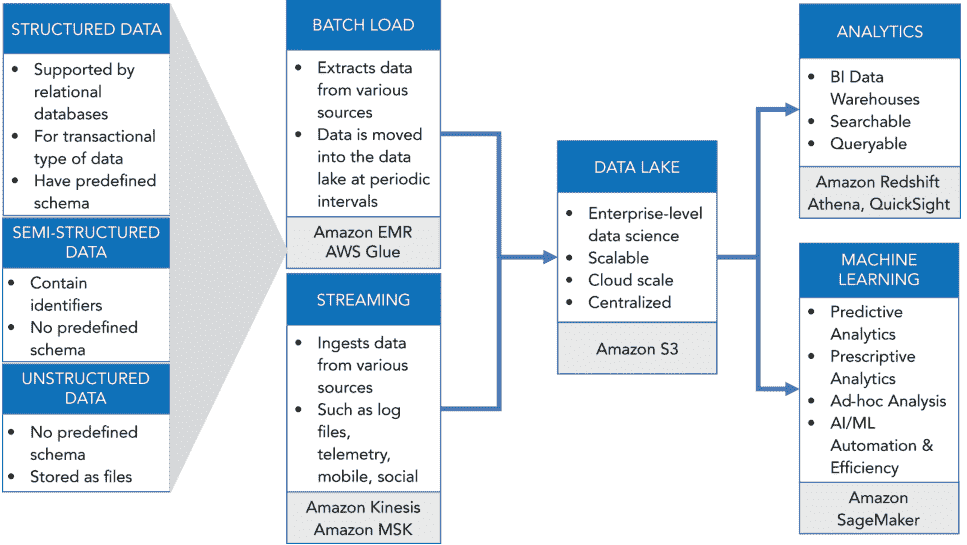 STRUCTURED DATA
• Supported by
relational
databases
• For transactional
type of data
• Have predefined
schema
SEMI-STRUCTURED
DATA
• Contain
identifiers
• No predefined
schema
UNSTRUCTURED
DATA
• No predefined
schema
• Stored as files
BATCH LOAD
• Extracts data
from various
sources
• Data is moved
into the data
lake at periodic
intervals
Amazon EMR
AWS Glue
STREAMING
• Ingests data
from various
sources
• Such as log
files,
telemetry,
mobile, social
Amazon Kinesis
Amazon MSK
DATA LAKE
• Enterprise-level
data science
• Scalable
• Cloud scale
• Centralized
Amazon S3
ANALYTICS
• BI Data
Warehouses
• Searchable
• Queryable
Amazon Redshift
Athena, QuickSight
MACHINE
LEARNING
• Predictive
Analytics
• Prescriptive
Analytics
• Ad-hoc Analysis
• AI/ML
Automation &
Efficiency
Amazon
SageMaker